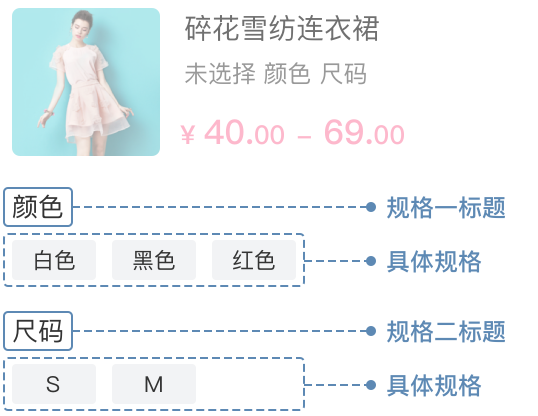 碎花雪纺连衣裙
未选择 颜色 尺码
¥ 40.00 – 69.00
颜色 规格一标题
白色 黑色 红色 具体规格
尺码 规格二标题
S M 具体规格